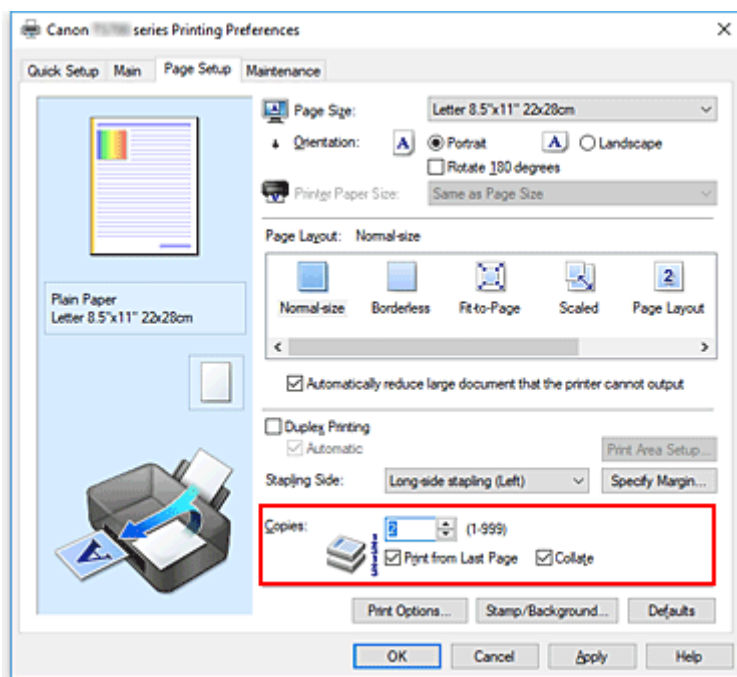 Canon series Printing Preferences
Quick Setup Main Page Setup Maintenance
Page Size: Letter 8.5"x11" 22x28cm
Orientation: A Portrait A Landscape
Rotate 180 degrees
Printer Paper Size: Same as Page Size
Page Layout: Normal-size
Normal-size Borderless Fit-to-Page Scaled Page Layout
Plain Paper
Letter 8.5"x11" 22x28cm
Automatically reduce large document that the printer cannot output
Duplex Printing
Automatic Print Area Setup...
Stapling Side: Long-side stapling (Left) Specify Margin...
Copies: 2 (1-999)
Print from Last Page Collate
Print Options... Stamp/Background... Defaults
OK Cancel Apply Help